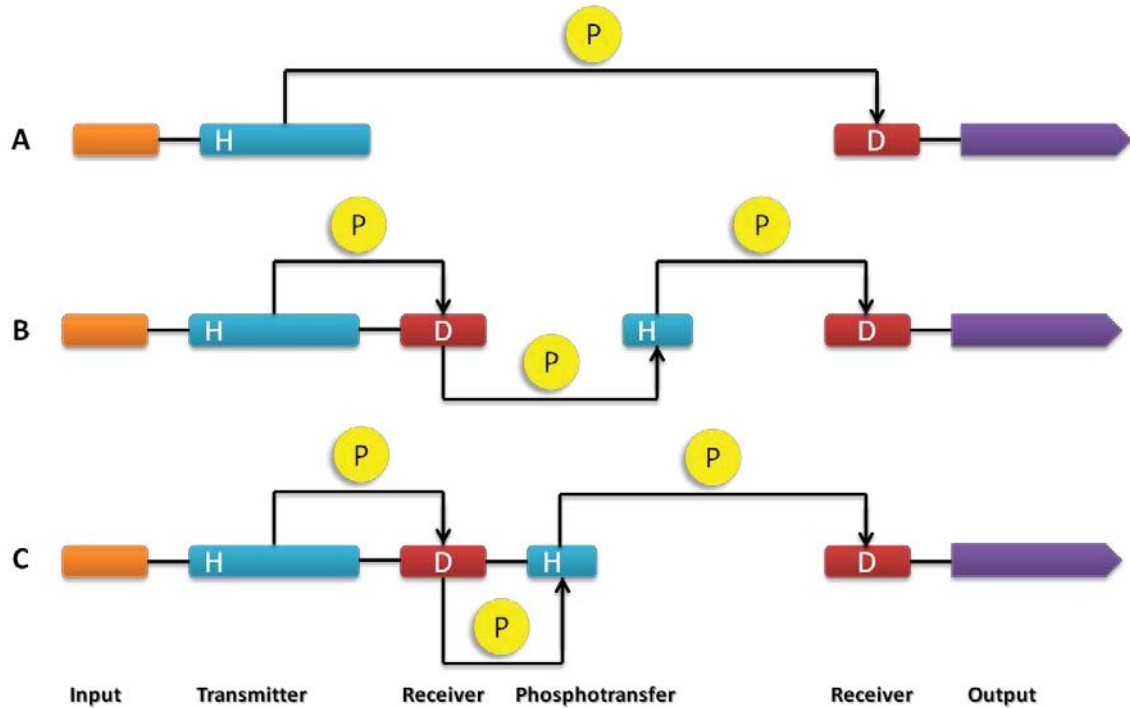 P
A H D
P P
B H D H D
P
P P
C H D H D
P
Input Transmitter Receiver Phosphotransfer Receiver Output